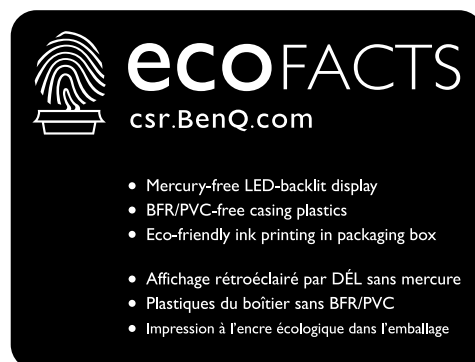 ecoFACTS
csr.BenQ.com
• Mercury-free LED-backlit display
• BFR/PVC-free casing plastics
• Eco-friendly ink printing in packaging box
• Affichage rétroéclairé par DÉL sans mercure
• Plastiques du boîtier sans BFR/PVC
• Impression à l'encre écologique dans l'emballage